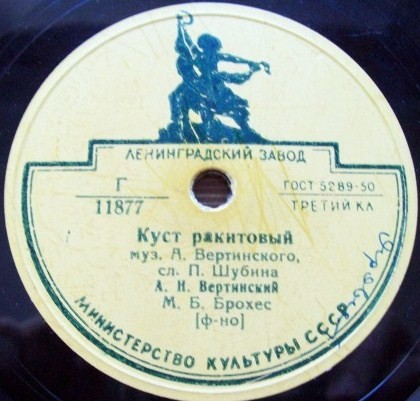 ЛЕНИНГРАДСКИЙ ЗАВОД
Г
11877
ГОСТ 5289-50
ТРЕТИЙ КЛ
Куст ракитовый
муз. А. Вертинского,
сл. П. Шубина
А. Н. Вертинский
М. Б. Брохес
[ф-но]
МИНИСТЕРСТВО КУЛЬТУРЫ СССР